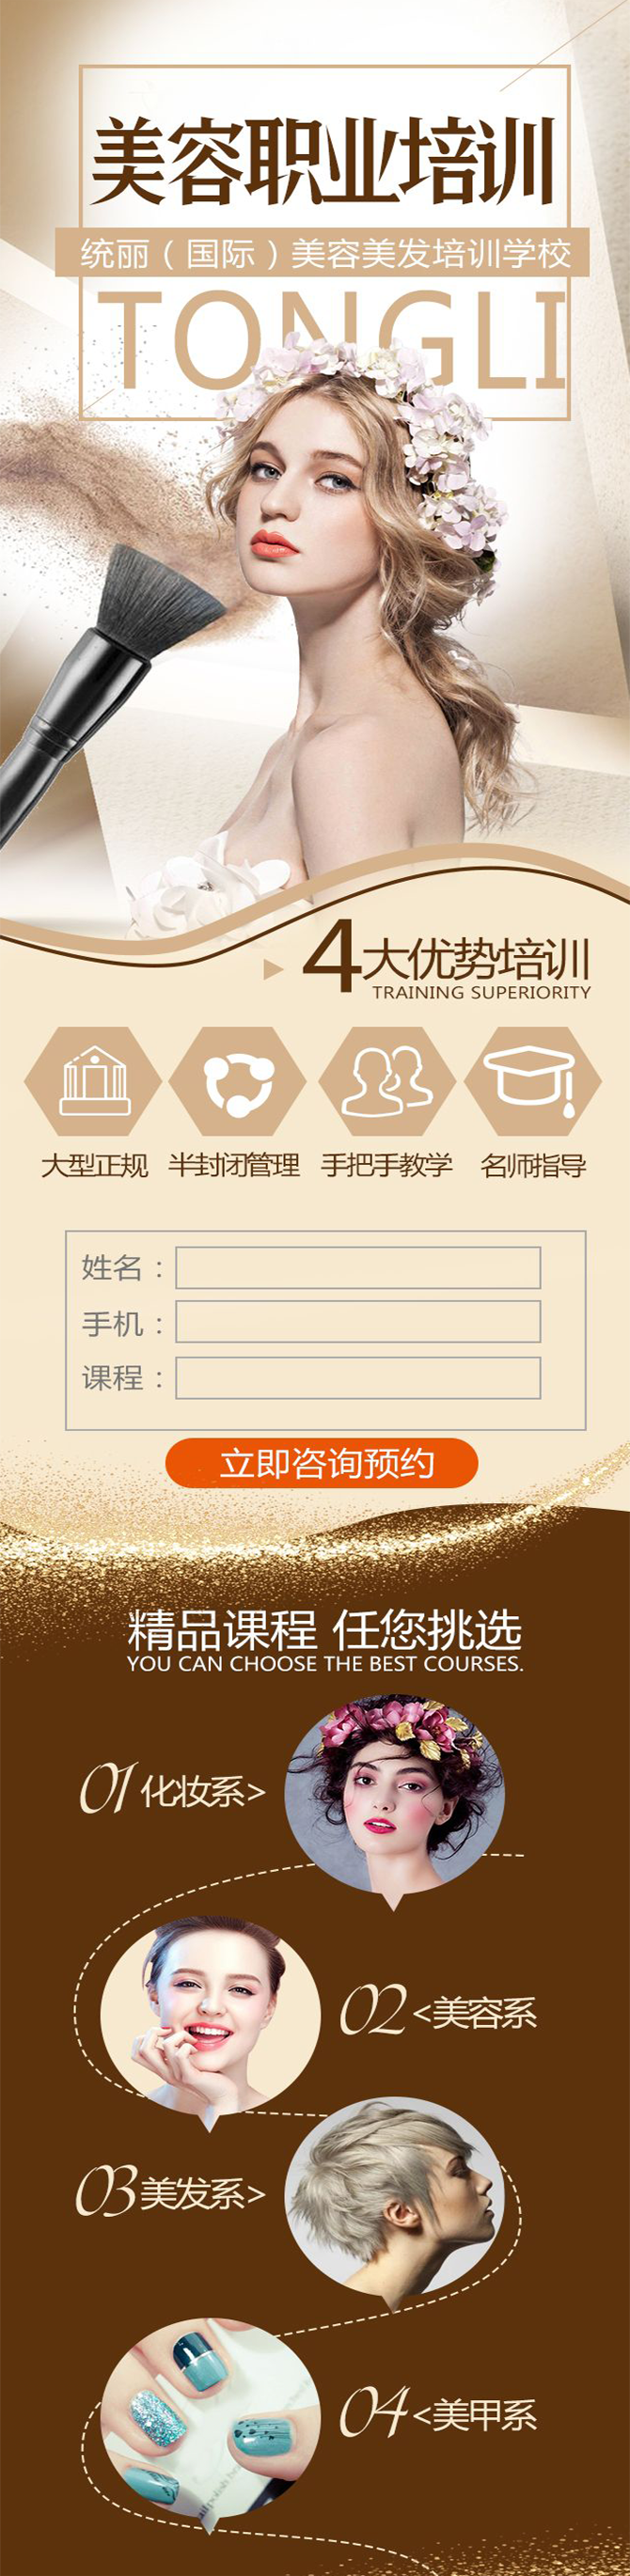 美容职业培训
统丽（国际）美容美发培训学校
TONGLI
4大优势培训
TRAINING SUPERIORITY
大型正规 半封闭管理 手把手教学 名师指导
姓名：
手机：
课程：
立即咨询预约
精品课程 任您挑选
YOU CAN CHOOSE THE BEST COURSES.
01 化妆系>
02 <美容系
03 美发系>
04 <美甲系